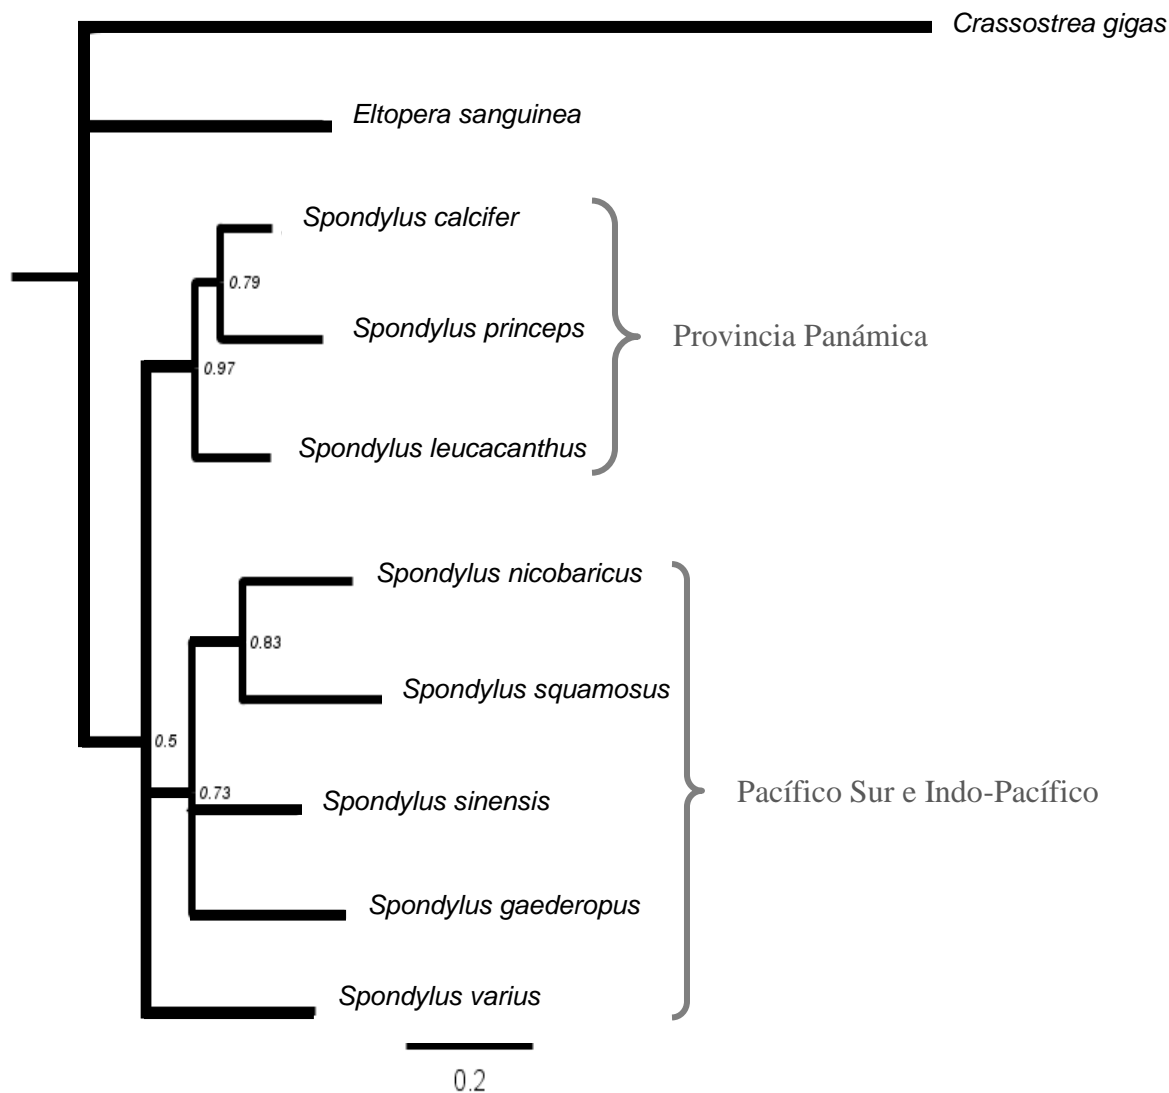 Crassostrea gigas
Eltopera sanguinea
Spondylus calcifer
0.79
Spondylus princeps
Provincia Panámica
0.97
Spondylus leucacanthus
Spondylus nicobaricus
0.83
Spondylus squamosus
0.5
0.73
Spondylus sinensis
Pacífico Sur e Indo-Pacífico
Spondylus gaederopus
Spondylus varius
0.2